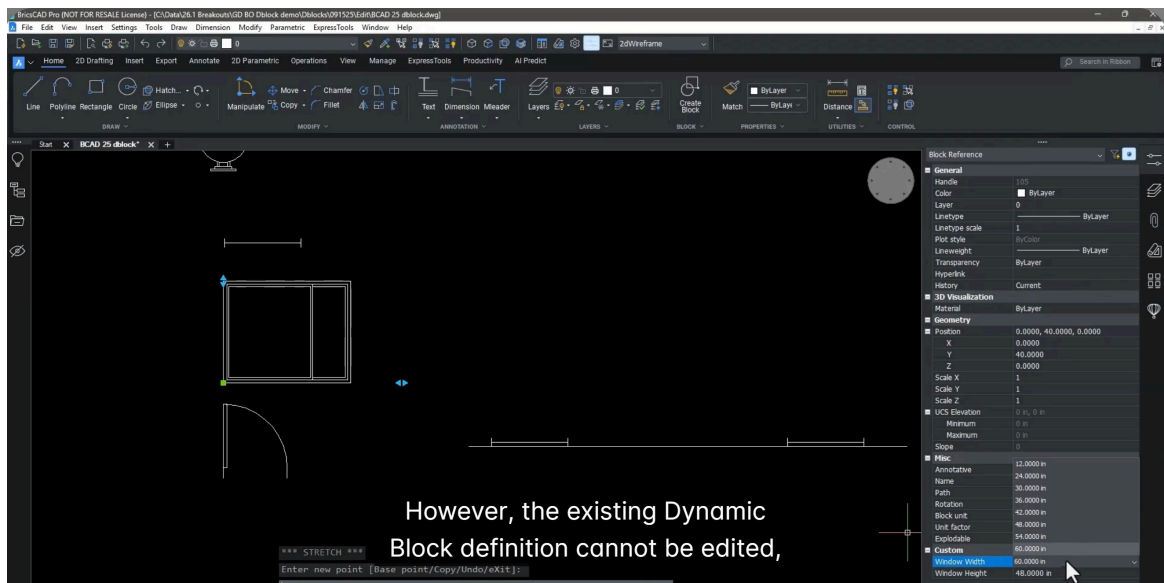 BricsCAD Pro (NOT FOR RESALE License) - [C:\Data\26.1 Breakouts\GD BO Dblock demo\Dblocks\091525\Edit\BCAD 25 dblock.dwg]
File Edit View Insert Settings Tools Draw Dimension Modify Parametric ExpressTools Window Help
0 2dWireframe
Home 2D Drafting Insert Export Annotate 2D Parametric Operations View Manage ExpressTools Productivity AI Predict Search in Ribbon
Hatch... Move Chamfer 0 ByLayer
Line Polyline Rectangle Circle Ellipse Manipulate Copy Fillet Text Dimension Mleader Layers Create Block Match ByLay Distance
DRAW MODIFY ANNOTATION LAYERS BLOCK PROPERTIES UTILITIES CONTROL
Start X BCAD 25 dblock* X +
Block Reference
General
Handle 105
Color ByLayer
Layer 0
Linetype ByLayer
Linetype scale 1
Plot style ByColor
Lineweight ByLayer
Transparency ByLayer
Hyperlink
History Current
3D Visualization
Material ByLayer
Geometry
Position 0.0000, 40.0000, 0.0000
X 0.0000
Y 40.0000
Z 0.0000
Scale X 1
Scale Y 1
Scale Z 1
UCS Elevation 0 in, 0 in
Minimum 0 in
Maximum 0 in
Slope 0
Misc
Annotative 12.0000 in
Name 24.0000 in
Path 30.0000 in
Rotation 36.0000 in
Block unit 42.0000 in
Unit factor 48.0000 in
Explodable 54.0000 in
Custom 60.0000 in
Window Width 60.0000 in
Window Height 48.0000 in
However, the existing Dynamic
Block definition cannot be edited,
*** STRETCH ***
Enter new point [Base point/Copy/Undo/eXit]: